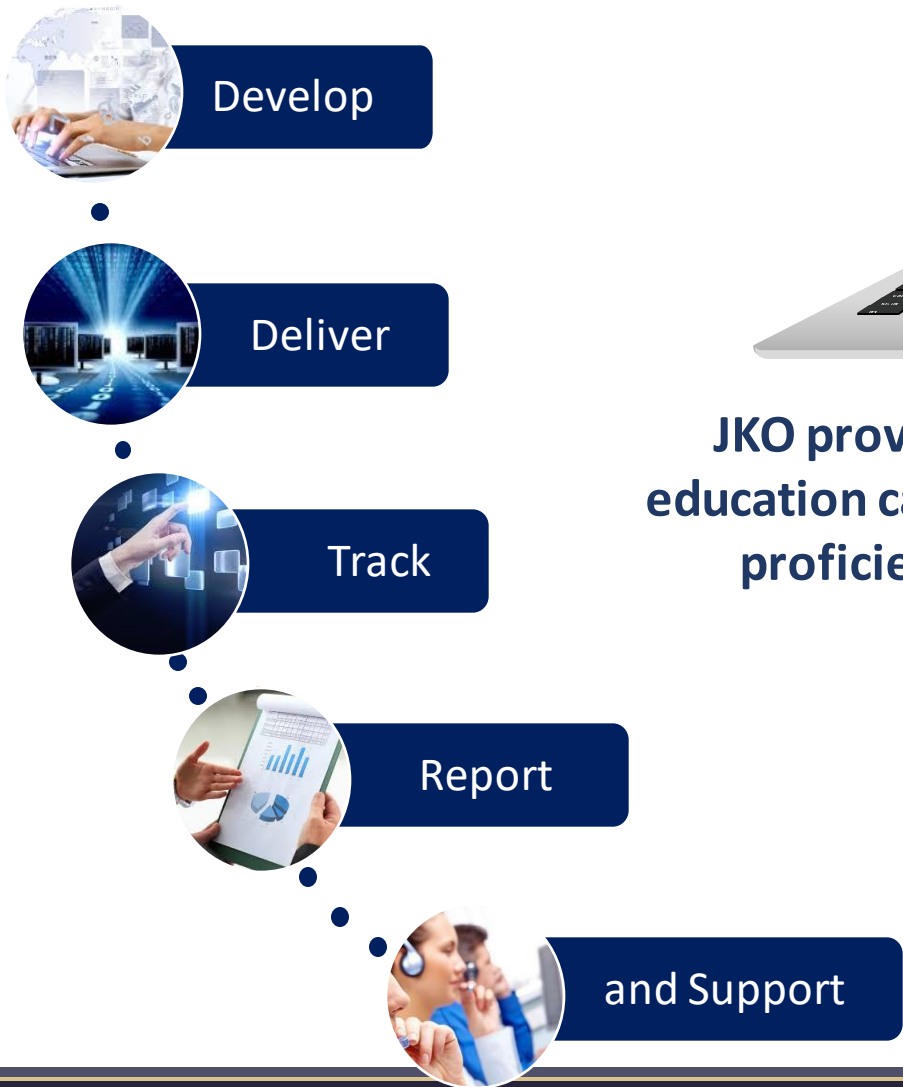 Develop
Deliver
Track
JKO prov
education ca
proficie
Report
and Support